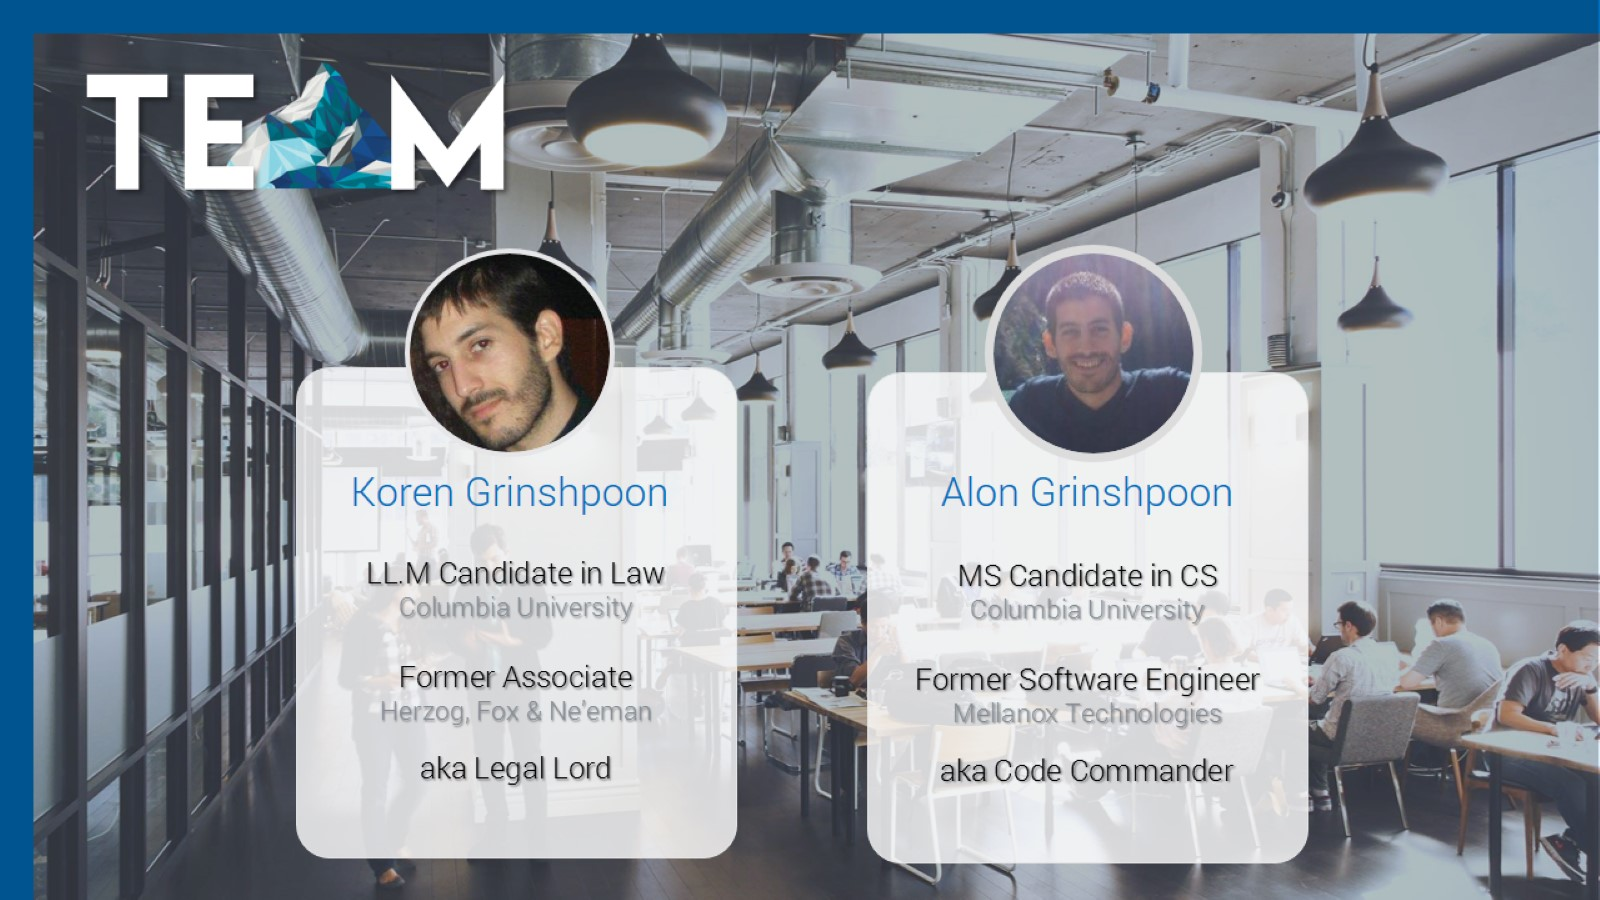 TEAM
Koren Grinshpoon
LL.M Candidate in Law
Columbia University
Former Associate
Herzog, Fox & Ne'eman
aka Legal Lord
Alon Grinshpoon
MS Candidate in CS
Columbia University
Former Software Engineer
Mellanox Technologies
aka Code Commander